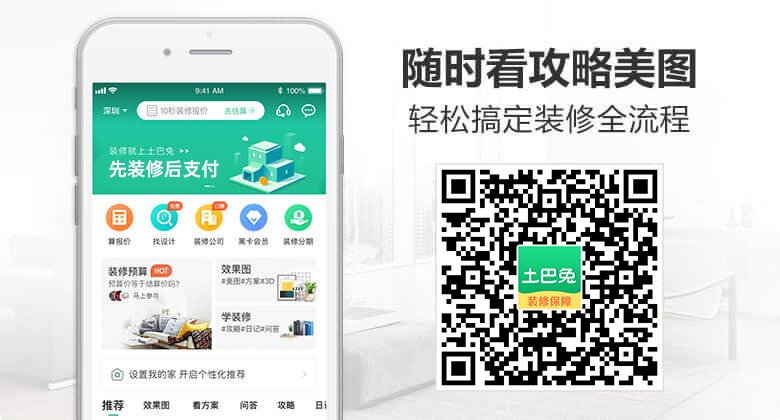 随时看攻略美图
轻松搞定装修全流程
9:41 AM
100%
深圳
10秒装修报价
去估算
装修就上土巴兔
先装修后支付
免费
口碑
算报价
找设计
装修公司
黑卡会员
装修分期
装修预算 HOT
预算价等于结算价吗?
马上参与
效果图
#美图#方案#3D
学装修
#攻略#日记#问答
设置我的家 开启个性化推荐
推荐 效果图 看方案 问答 攻略 日记
土巴兔
装修保障